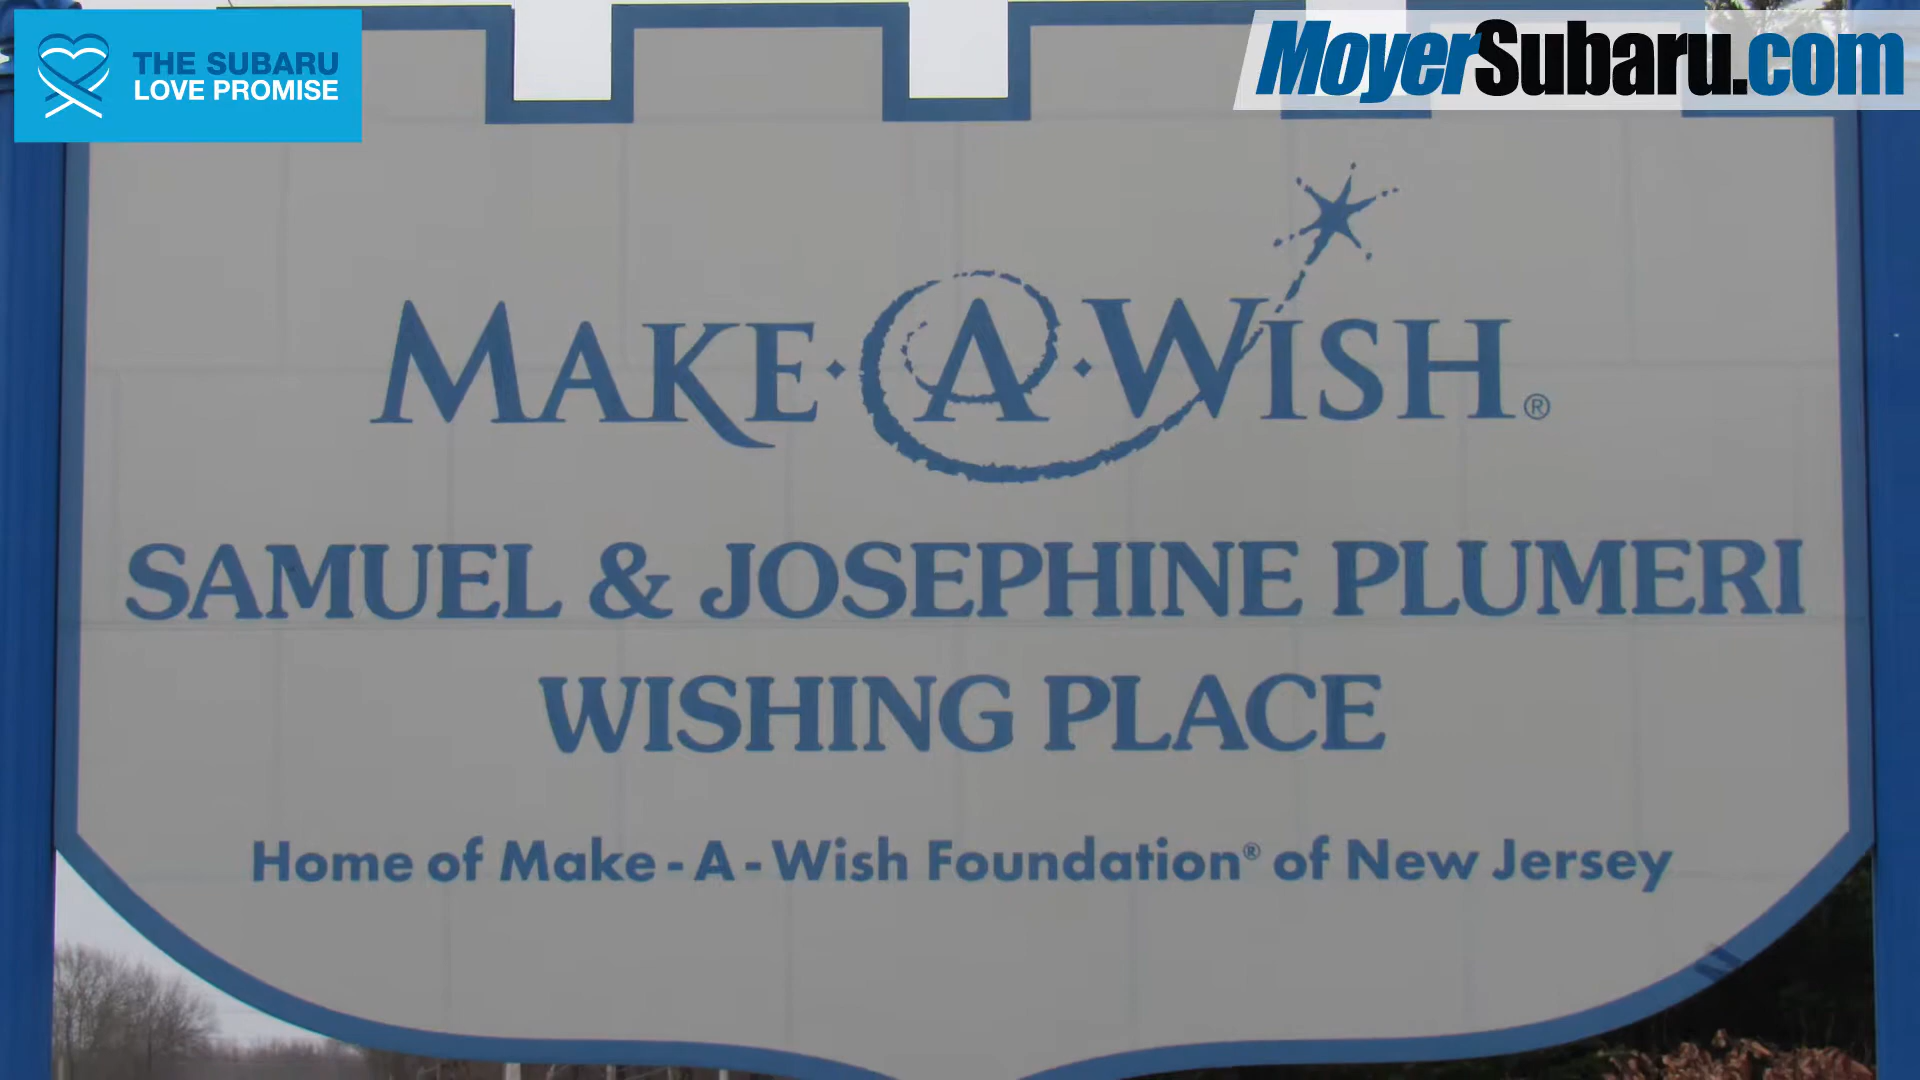 THE SUBARU
LOVE PROMISE
MoyerSubaru.com
MAKE·A·WISH®
SAMUEL & JOSEPHINE PLUMERI
WISHING PLACE
Home of Make-A-Wish Foundation® of New Jersey